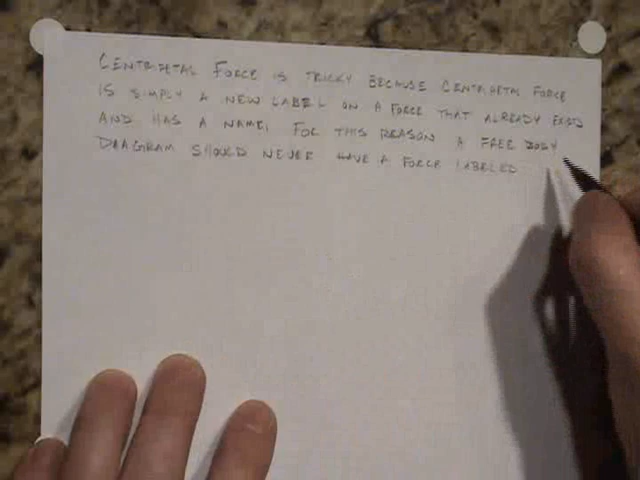 CENTRIPETAL FORCE IS TRICKY BECAUSE CENTRIPETAL FORCE
IS SIMPLY A NEW LABEL ON A FORCE THAT ALREADY EXISTS
AND HAS A NAME. FOR THIS REASON A FREE BODY
DIAGRAM SHOULD NEVER HAVE A FORCE LABELED